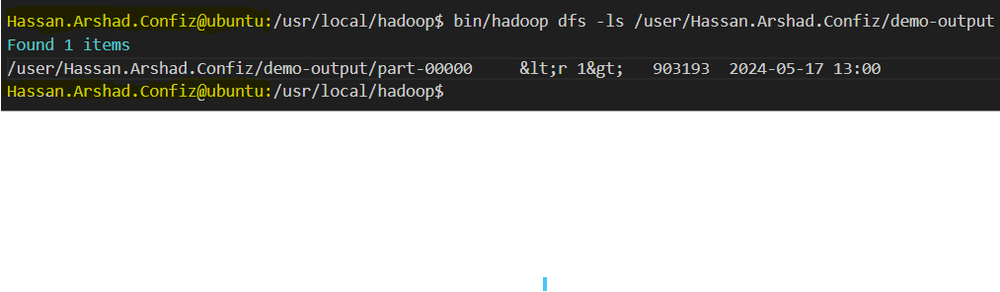 Hassan.Arshad.Confiz@ubuntu:/usr/local/hadoop$ bin/hadoop dfs -ls /user/Hassan.Arshad.Confiz/demo-output
Found 1 items
/user/Hassan.Arshad.Confiz/demo-output/part-00000     &lt;r 1&gt;   903193  2024-05-17 13:00
Hassan.Arshad.Confiz@ubuntu:/usr/local/hadoop$